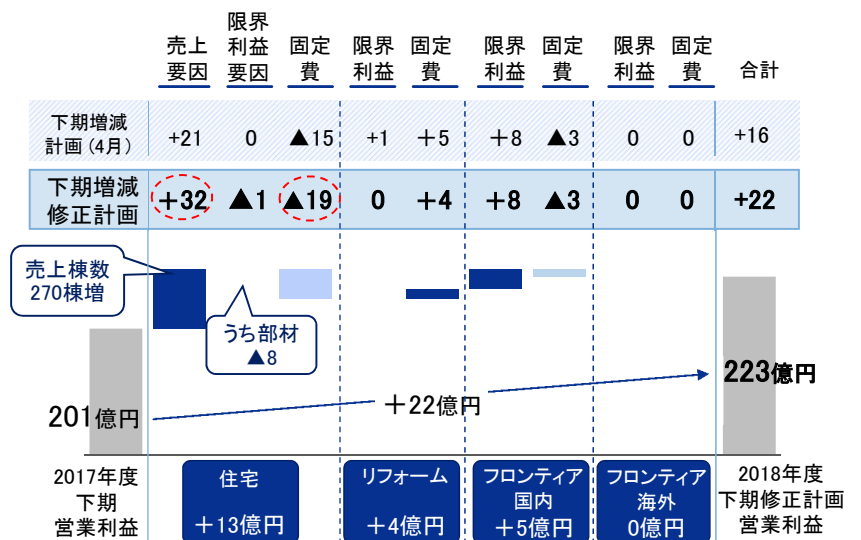 売上
要因
限界
利益
要因
固定
費
限界
利益
固定
費
限界
利益
固定
費
限界
利益
固定
費
合計
下期増減
計画(4月)
+21 0 ▲15 +1 +5 +8 ▲3 0 0 +16
下期増減
修正計画
+32 ▲1 ▲19 0 +4 +8 ▲3 0 0 +22
売上棟数
270棟増
うち部材
▲8
201億円
+22億円
223億円
2017年度
下期
営業利益
住宅
+13億円
リフォーム
+4億円
フロンティア
国内
+5億円
フロンティア
海外
0億円
2018年度
下期修正計画
営業利益